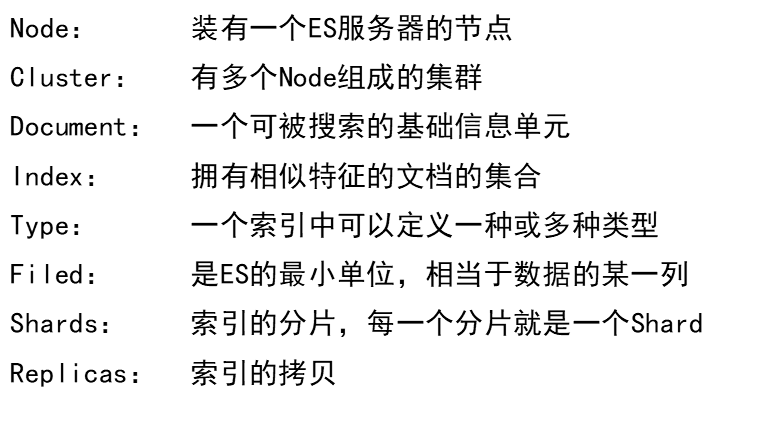 Node： 装有一个ES服务器的节点
Cluster： 有多个Node组成的集群
Document： 一个可被搜索的基础信息单元
Index： 拥有相似特征的文档的集合
Type： 一个索引中可以定义一种或多种类型
Filed： 是ES的最小单位，相当于数据的某一列
Shards： 索引的分片，每一个分片就是一个Shard
Replicas： 索引的拷贝